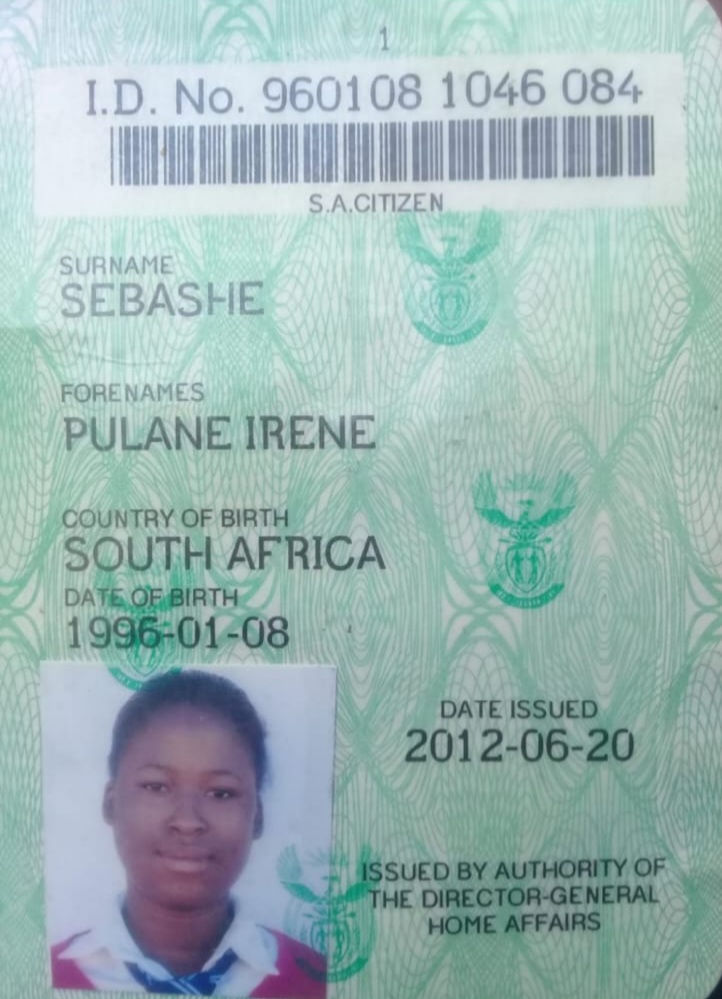 1
I.D. No. 960108 1046 084
S.A.CITIZEN
SURNAME
SEBASHE
FORENAMES
PULANE IRENE
COUNTRY OF BIRTH
SOUTH AFRICA
DATE OF BIRTH
1996-01-08
DATE ISSUED
2012-06-20
ISSUED BY AUTHORITY OF
THE DIRECTOR-GENERAL
HOME AFFAIRS